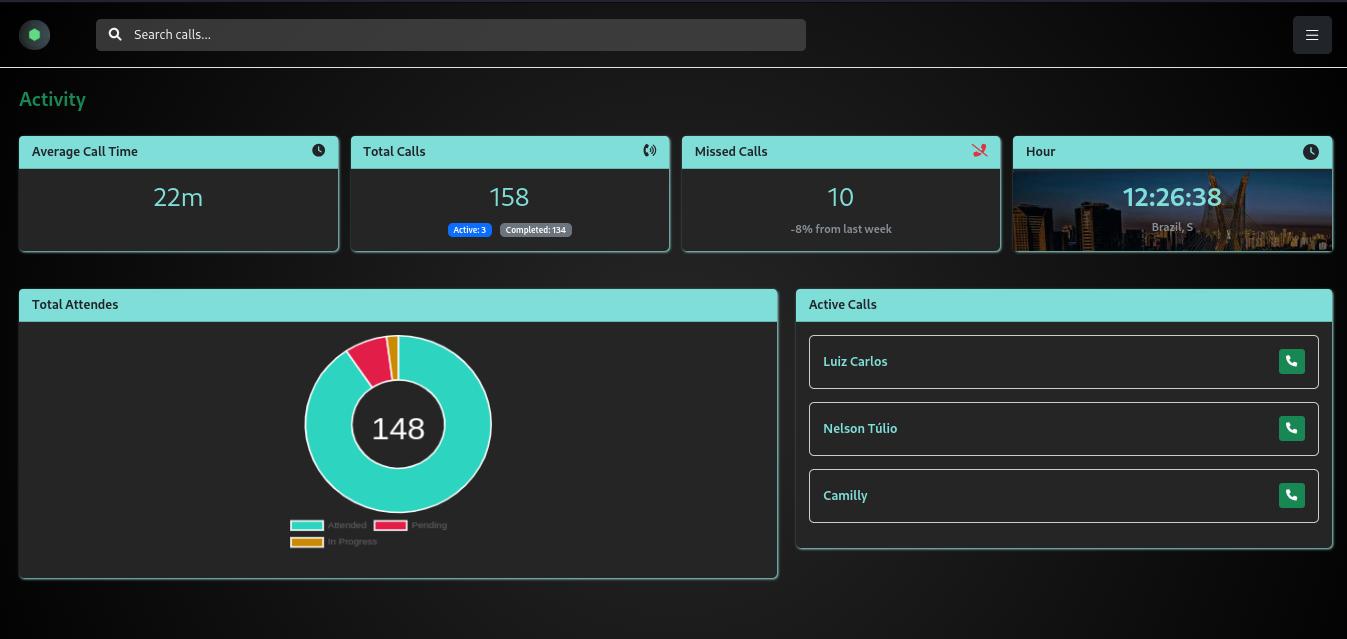 Search calls...
Activity
Average Call Time
22m
Total Calls
158
Active: 3 Completed: 134
Missed Calls
10
-8% from last week
Hour
12:26:38
Brazil, S
Total Attendes
148
Attended Pending
In Progress
Active Calls
Luiz Carlos
Nelson Túlio
Camilly